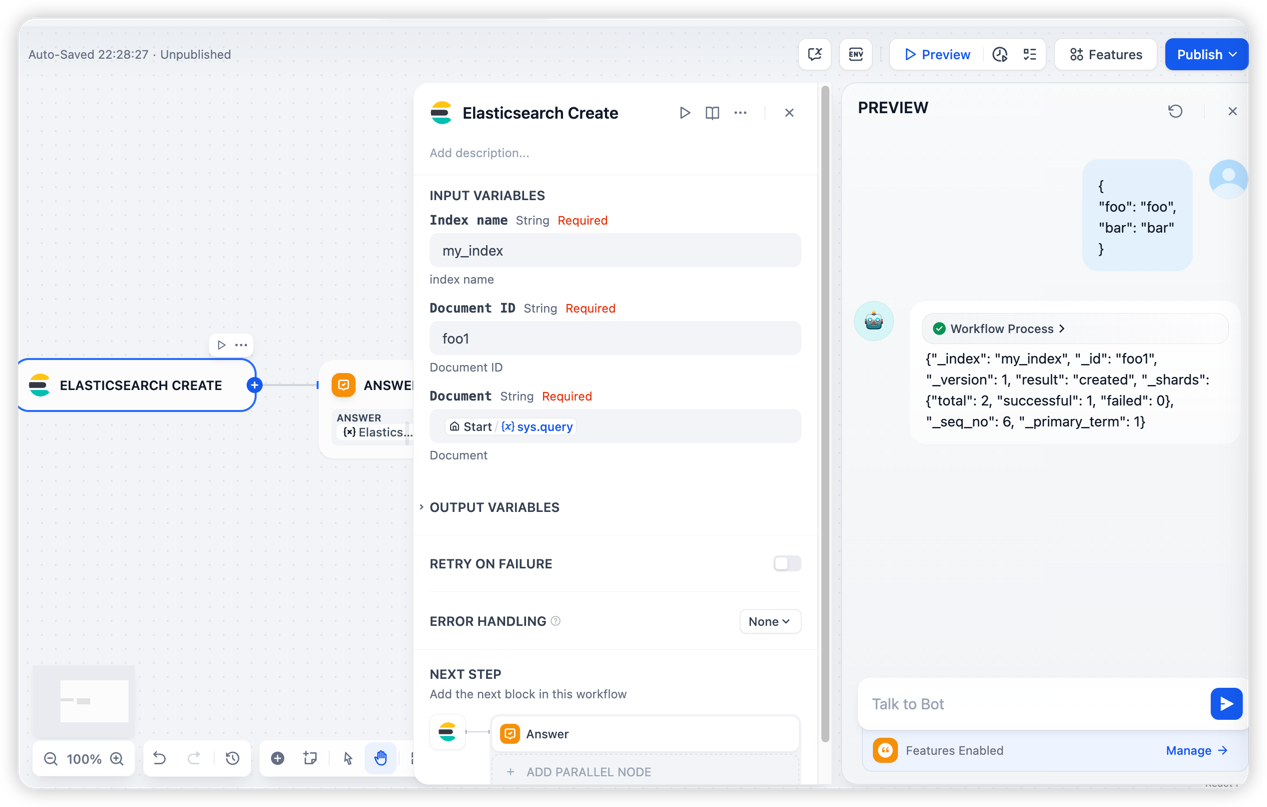 Auto-Saved 22:28:27 · Unpublished
ENV
Preview
Features
Publish
ELASTICSEARCH CREATE
ANSWER
(x) Elastics...
Elasticsearch Create
Add description...
INPUT VARIABLES
Index name String Required
my_index
index name
Document ID String Required
foo1
Document ID
Document String Required
Start / (x) sys.query
Document
OUTPUT VARIABLES
RETRY ON FAILURE
ERROR HANDLING
None
NEXT STEP
Add the next block in this workflow
Answer
+ ADD PARALLEL NODE
PREVIEW
{
"foo": "foo",
"bar": "bar"
}
Workflow Process
{"_index": "my_index", "_id": "foo1",
"_version": 1, "result": "created", "_shards":
{"total": 2, "successful": 1, "failed": 0},
"_seq_no": 6, "_primary_term": 1}
Talk to Bot
Features Enabled
Manage →
100%